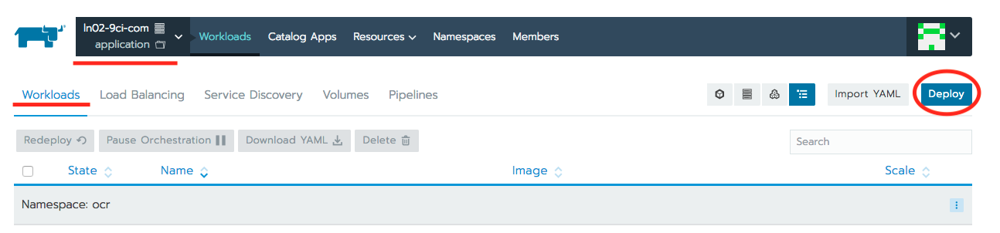 ln02-9ci-com
application
Workloads Catalog Apps Resources Namespaces Members
Workloads Load Balancing Service Discovery Volumes Pipelines Import YAML Deploy
Redeploy Pause Orchestration Download YAML Delete Search
State Name Image Scale
Namespace: ocr